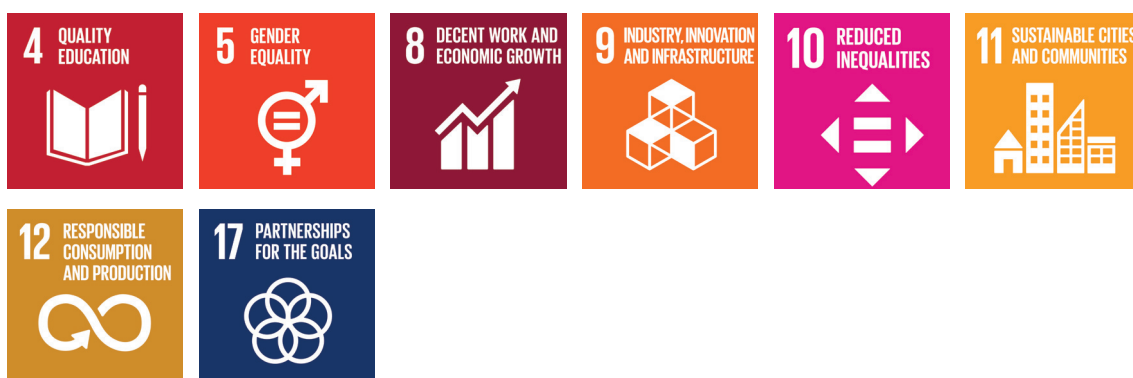 4 QUALITY
EDUCATION
5 GENDER
EQUALITY
8 DECENT WORK AND
ECONOMIC GROWTH
9 INDUSTRY, INNOVATION
AND INFRASTRUCTURE
10 REDUCED
INEQUALITIES
11 SUSTAINABLE CITIES
AND COMMUNITIES
12 RESPONSIBLE
CONSUMPTION
AND PRODUCTION
17 PARTNERSHIPS
FOR THE GOALS